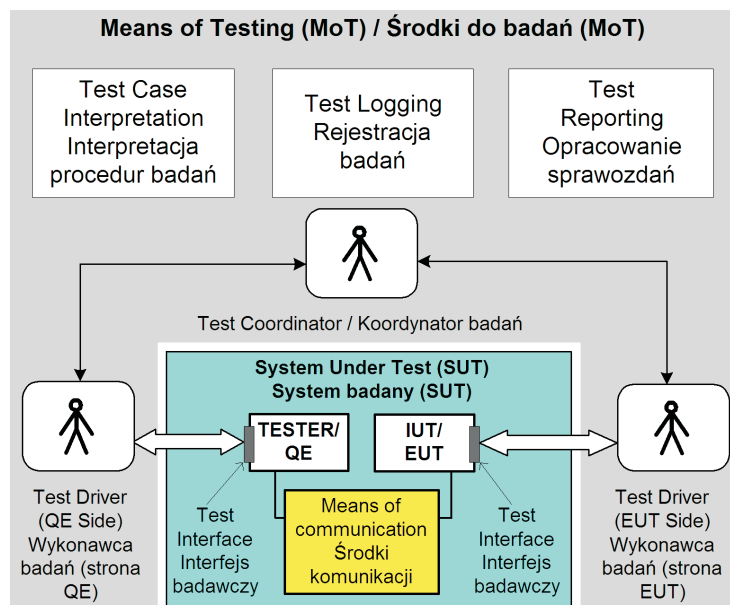 Means of Testing (MoT) / Środki do badań (MoT)
Test Case
Interpretation
Interpretacja
procedur badań
Test Logging
Rejestracja
badań
Test
Reporting
Opracowanie
sprawozdań
Test Coordinator / Koordynator badań
System Under Test (SUT)
System badany (SUT)
TESTER/
QE
IUT/
EUT
Means of
communication
Środki
komunikacji
Test
Interface
Interfejs
badawczy
Test
Interface
Interfejs
badawczy
Test Driver
(QE Side)
Wykonawca
badań (strona
QE)
Test Driver
(EUT Side)
Wykonawca
badań (strona
EUT)